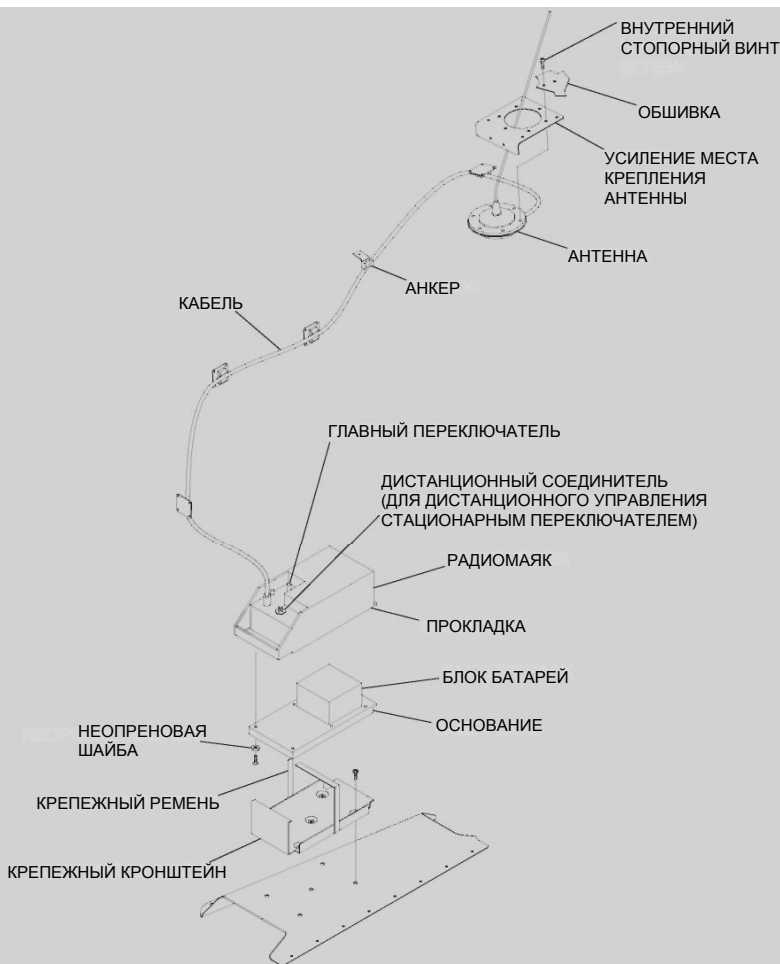 ВНУТРЕННИЙ
СТОПОРНЫЙ ВИНТ
ОБШИВКА
УСИЛЕНИЕ МЕСТА
КРЕПЛЕНИЯ
АНТЕННЫ
АНТЕННА
АНКЕР
КАБЕЛЬ
ГЛАВНЫЙ ПЕРЕКЛЮЧАТЕЛЬ
ДИСТАНЦИОННЫЙ СОЕДИНИТЕЛЬ
(ДЛЯ ДИСТАНЦИОННОГО УПРАВЛЕНИЯ
СТАЦИОНАРНЫМ ПЕРЕКЛЮЧАТЕЛЕМ)
РАДИОМАЯК
ПРОКЛАДКА
БЛОК БАТАРЕЙ
ОСНОВАНИЕ
НЕОПРЕНОВАЯ
ШАЙБА
КРЕПЕЖНЫЙ РЕМЕНЬ
КРЕПЕЖНЫЙ КРОНШТЕЙН